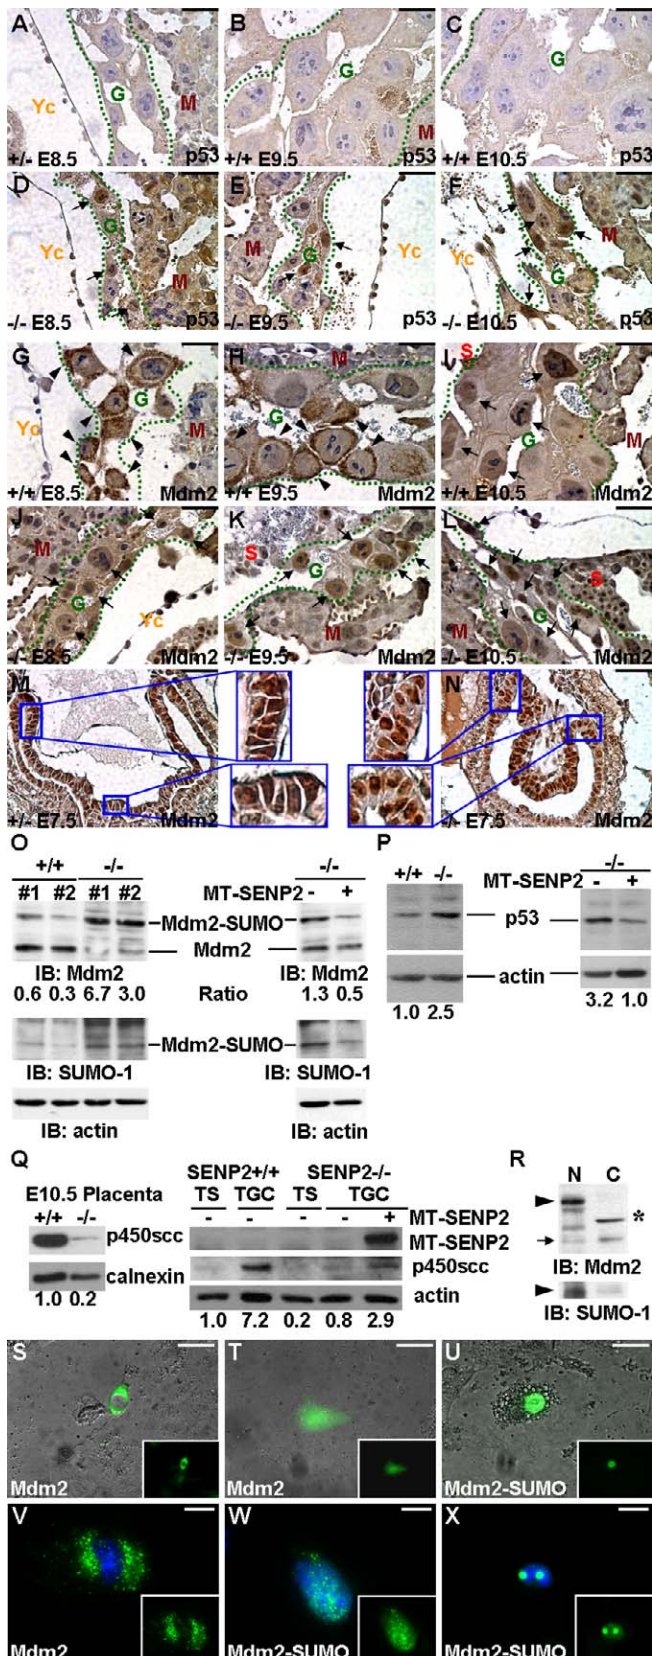 A B C
G G G
Yc M M
+/- E8.5 p53 +/+ E9.5 p53 +/+ E10.5 p53
D E F
G G G
Yc M M Yc Yc M
-/- E8.5 p53 -/- E9.5 p53 -/- E10.5 p53
G H I
M S
Yc G G G M
+/+ E8.5 Mdm2 +/+ E9.5 Mdm2 +/+ E10.5 Mdm2
J K L
M G Yc S G M S G M
-/- E8.5 Mdm2 -/- E9.5 Mdm2 -/- E10.5 Mdm2
M N
+/- E7.5 Mdm2 -/- E7.5 Mdm2
O P
+/+ -/- -/-
#1 #2 #1 #2 MT-SENP2 - +
Mdm2-SUMO
Mdm2
IB: Mdm2 IB: Mdm2
0.6 0.3 6.7 3.0 Ratio 1.3 0.5
Mdm2-SUMO
IB: SUMO-1 IB: SUMO-1
IB: actin IB: actin
+/+ -/- -/-
MT-SENP2 - +
p53
actin
1.0 2.5 3.2 1.0
Q R
SENP2+/+ SENP2-/-
E10.5 Placenta TS TGC TS TGC
+/+ -/- - - - - + MT-SENP2
p450scc MT-SENP2
p450scc
calnexin actin
1.0 0.2 1.0 7.2 0.2 0.8 2.9
N C
*
IB: Mdm2
IB: SUMO-1
S T U
Mdm2 Mdm2 Mdm2-SUMO
V W X
Mdm2 Mdm2-SUMO Mdm2-SUMO